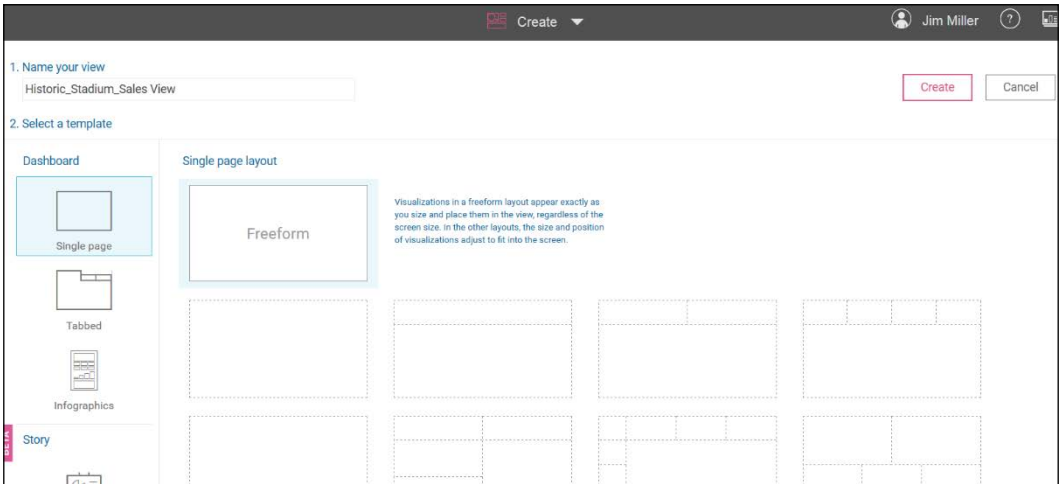 Create
Jim Miller
?
1. Name your view
Historic_Stadium_Sales View
Create
Cancel
2. Select a template
Dashboard
Single page layout
Single page
Freeform
Visualizations in a freeform layout appear exactly as
you size and place them in the view, regardless of the
screen size. In the other layouts, the size and position
of visualizations adjust to fit into the screen.
Tabbed
Infographics
BETA
Story